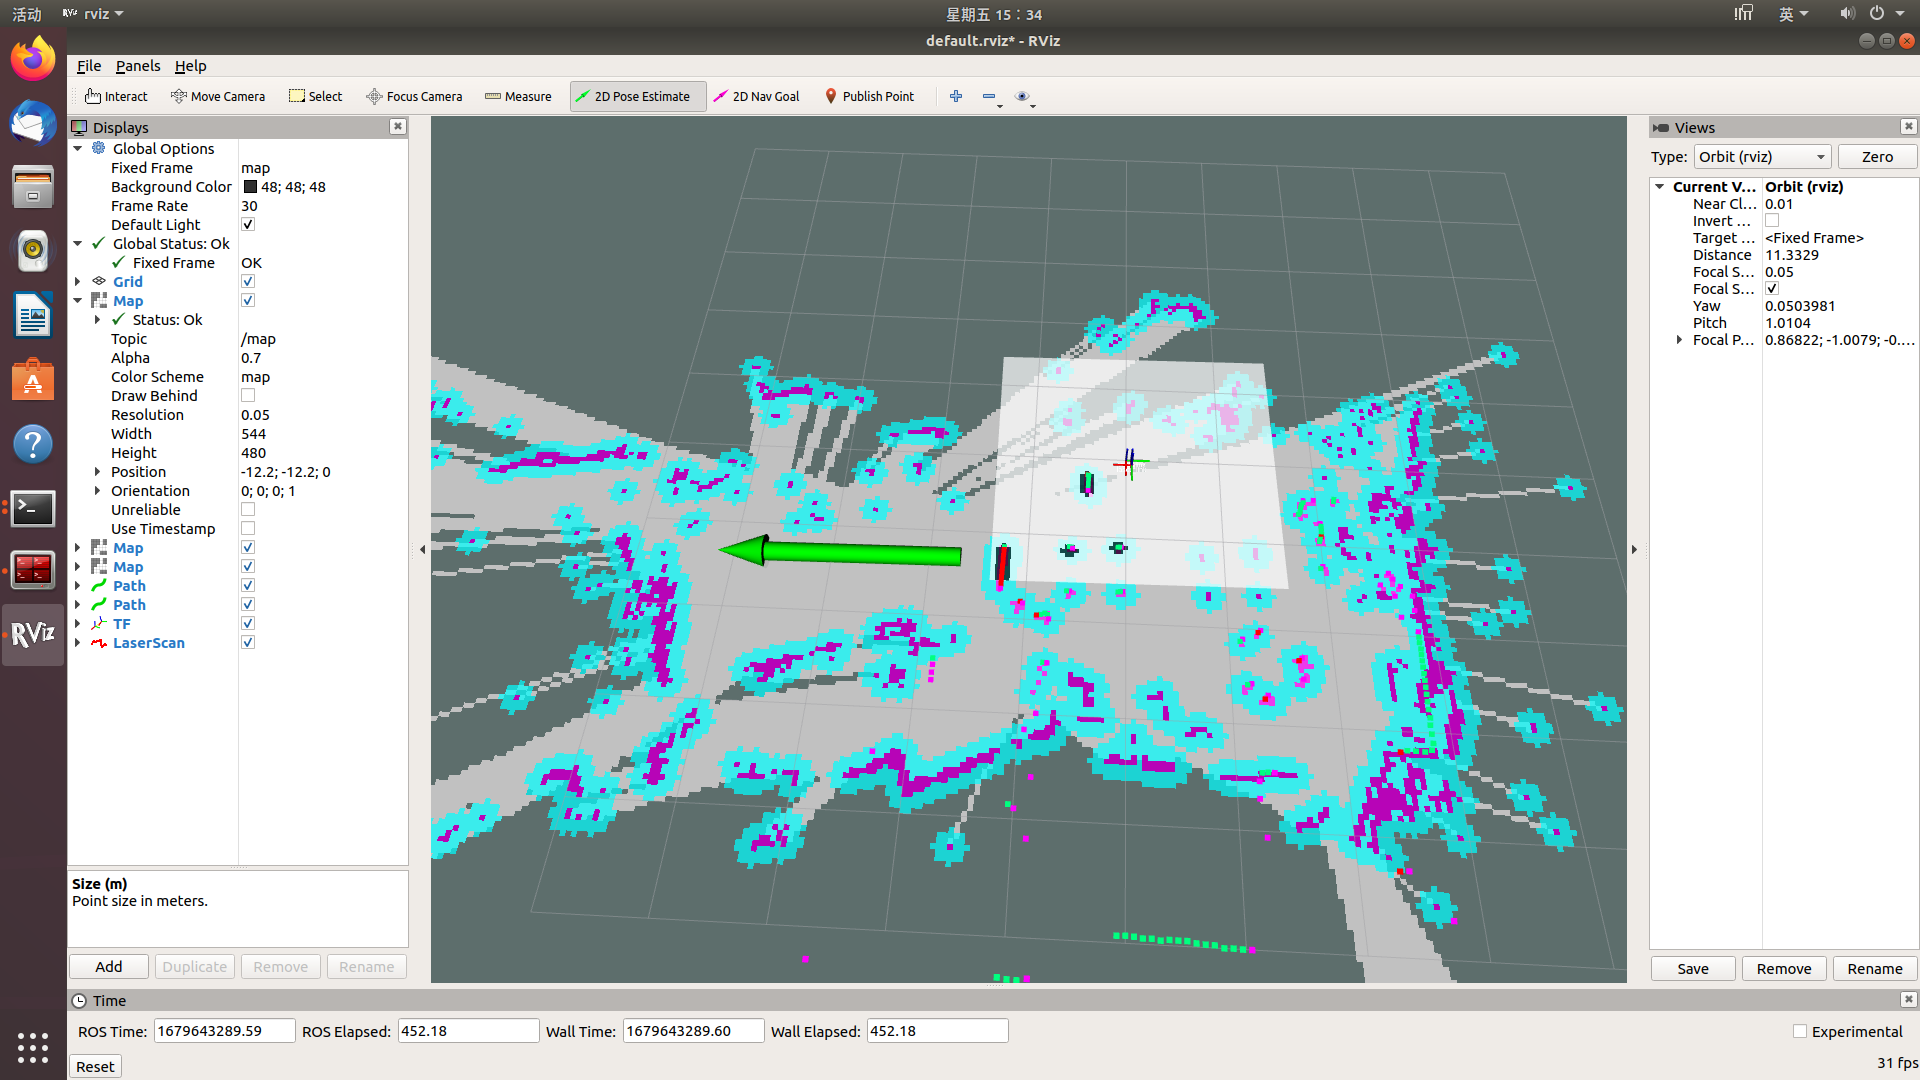 活动
rviz
星期五 15：34
英
default.rviz* - RViz
File Panels Help
Interact Move Camera Select Focus Camera Measure 2D Pose Estimate 2D Nav Goal Publish Point
Displays
Global Options
Fixed Frame map
Background Color 48; 48; 48
Frame Rate 30
Default Light
Global Status: Ok
Fixed Frame OK
Grid
Map
Status: Ok
Topic /map
Alpha 0.7
Color Scheme map
Draw Behind
Resolution 0.05
Width 544
Height 480
Position -12.2; -12.2; 0
Orientation 0; 0; 0; 1
Unreliable
Use Timestamp
Map
Map
Path
Path
TF
LaserScan
Size (m)
Point size in meters.
Add Duplicate Remove Rename
Views
Type: Orbit (rviz) Zero
Current V... Orbit (rviz)
Near Cl... 0.01
Invert ...
Target ... <Fixed Frame>
Distance 11.3329
Focal S... 0.05
Focal S...
Yaw 0.0503981
Pitch 1.0104
Focal P... 0.86822; -1.0079; -0....
Save Remove Rename
Time
ROS Time: 1679643289.59 ROS Elapsed: 452.18 Wall Time: 1679643289.60 Wall Elapsed: 452.18 Experimental
Reset 31 fps
RViz